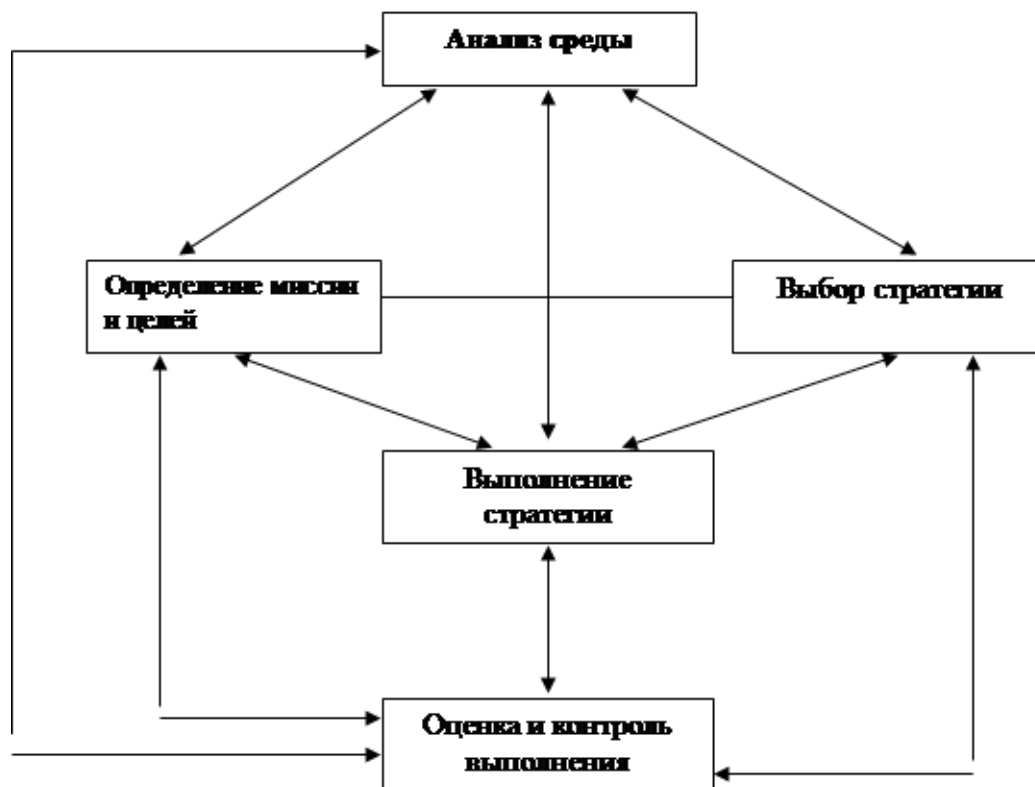 Анализ среды
Определение миссии
и целей
Выбор стратегии
Выполнение
стратегии
Оценка и контроль
выполнения